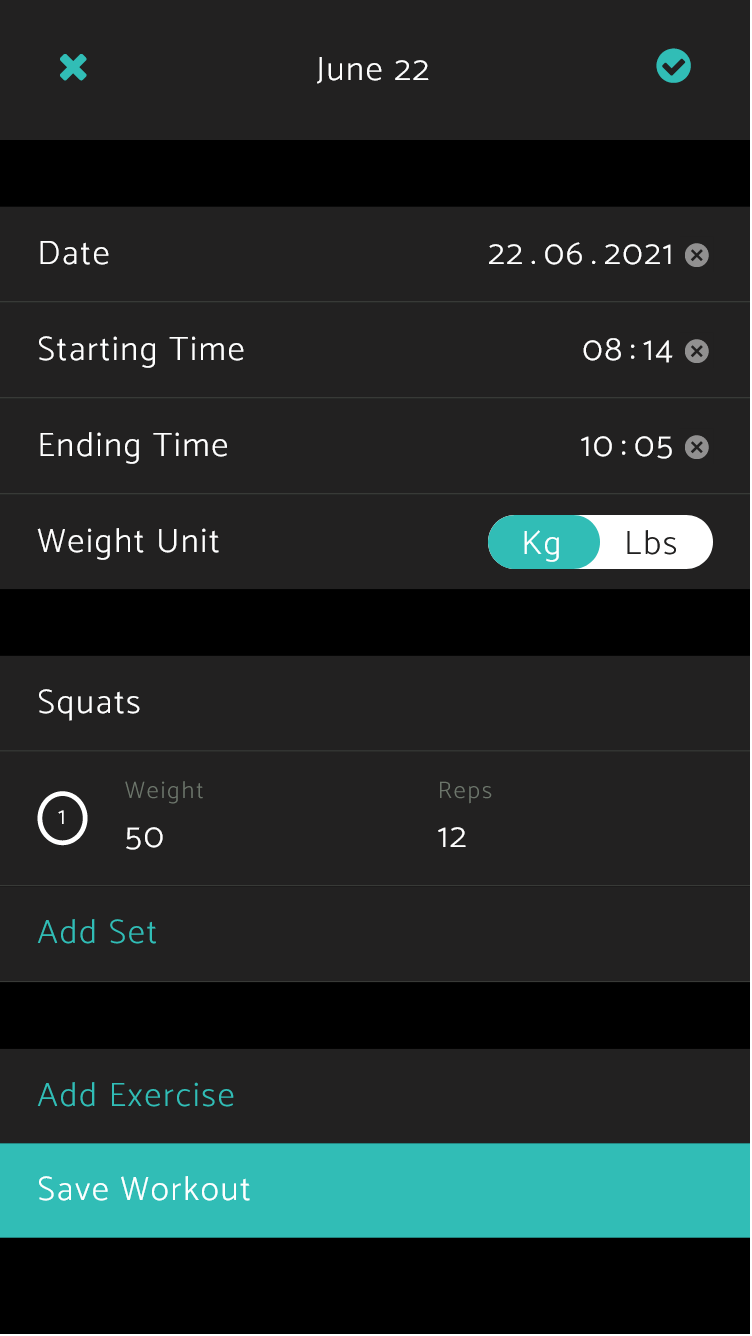 June 22
Date 22.06.2021
Starting Time 08:14
Ending Time 10:05
Weight Unit Kg Lbs
Squats
Weight Reps
1 50 12
Add Set
Add Exercise
Save Workout